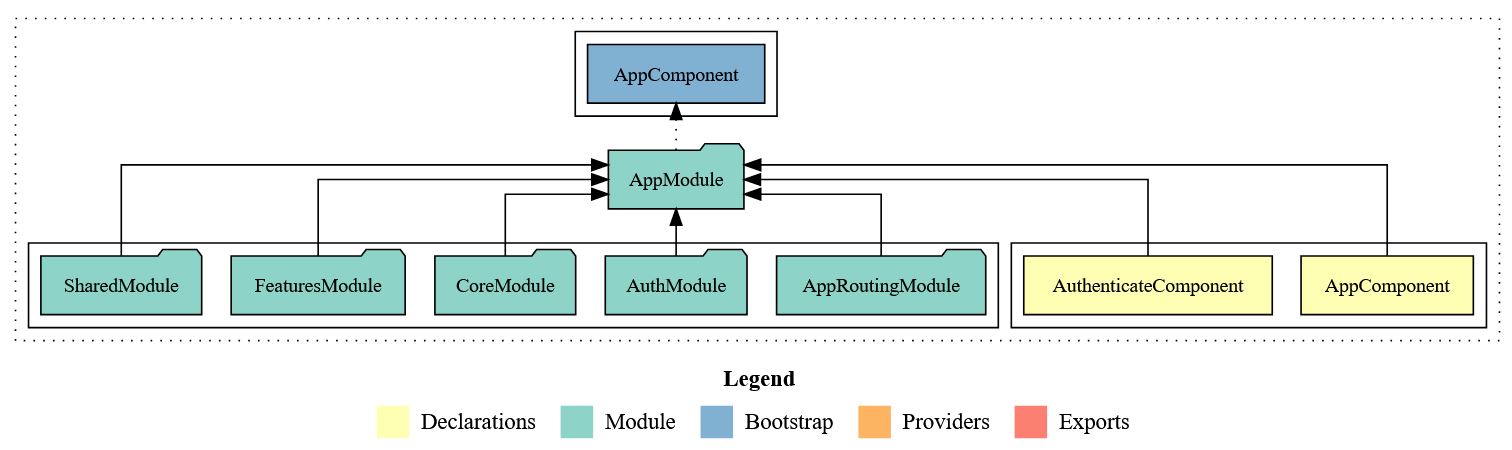 AppComponent
AppModule
SharedModule FeaturesModule CoreModule AuthModule AppRoutingModule AuthenticateComponent AppComponent
Legend
Declarations Module Bootstrap Providers Exports